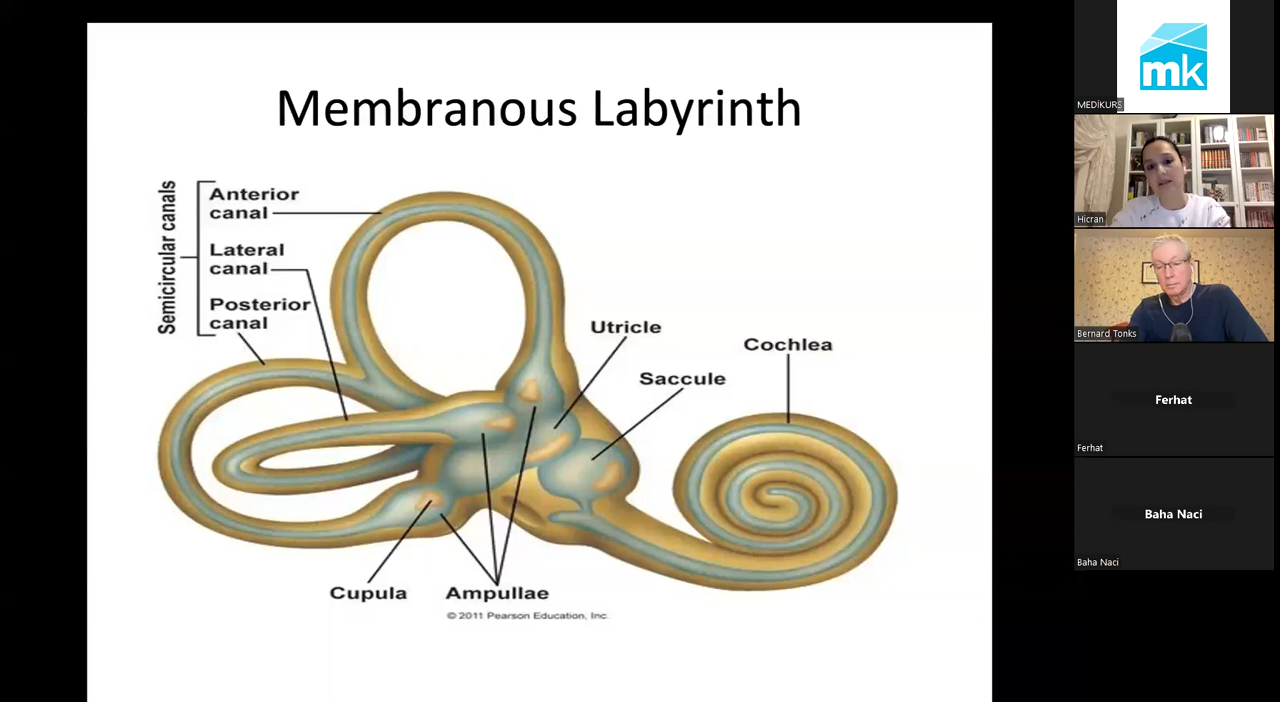 Membranous Labyrinth
Semicircular canals
Anterior
canal
Lateral
canal
Posterior
canal
Utricle
Saccule
Cochlea
Cupula
Ampullae
© 2011 Pearson Education, Inc.
mk
MEDİKURS
Hicran
Bernard Tonks
Ferhat
Ferhat
Baha Naci
Baha Naci